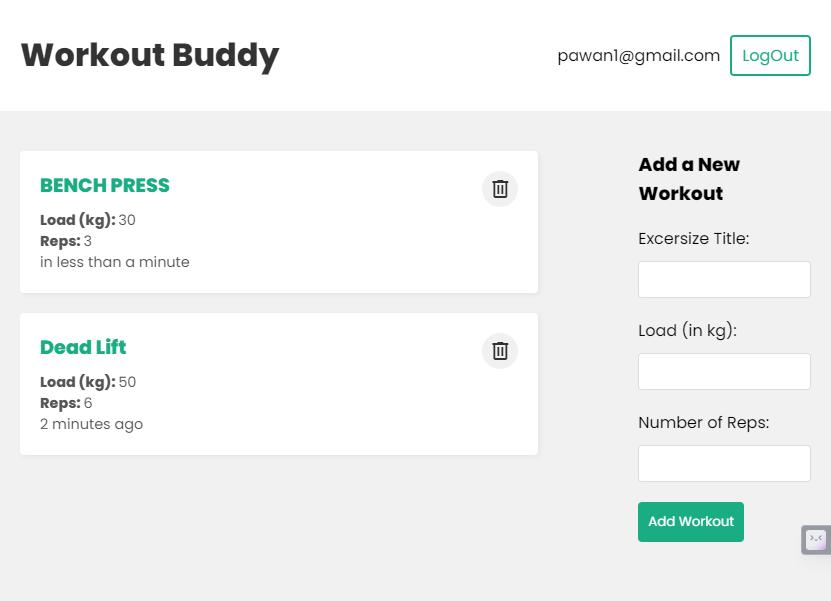 Workout Buddy
pawan1@gmail.com
LogOut
BENCH PRESS
Load (kg): 30
Reps: 3
in less than a minute
Dead Lift
Load (kg): 50
Reps: 6
2 minutes ago
Add a New
Workout
Excersize Title:
Load (in kg):
Number of Reps:
Add Workout